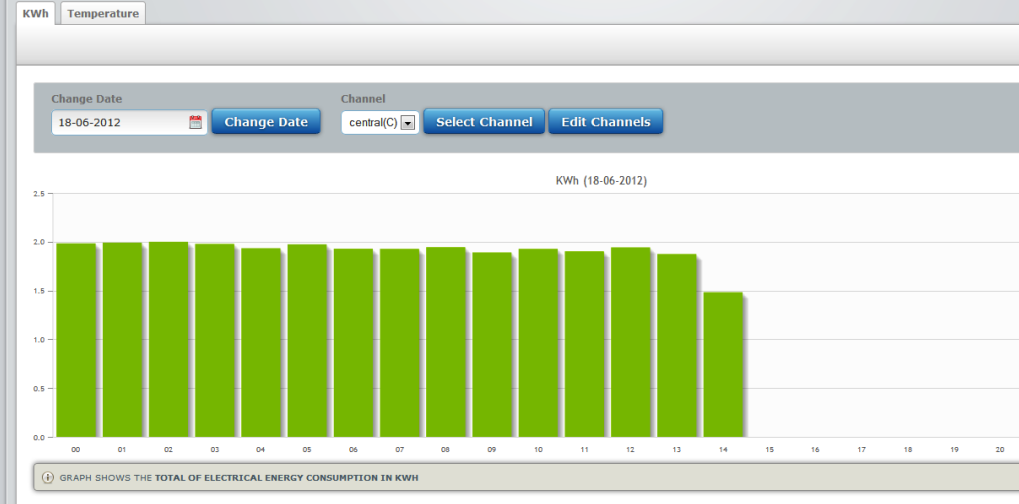 KWh Temperature
Change Date Channel
18-06-2012 Change Date central(C) Select Channel Edit Channels
KWh (18-06-2012)
2.5
2.0
1.5
1.0
0.5
0.0
00 01 02 03 04 05 06 07 08 09 10 11 12 13 14 15 16 17 18 19 20
GRAPH SHOWS THE TOTAL OF ELECTRICAL ENERGY CONSUMPTION IN KWH